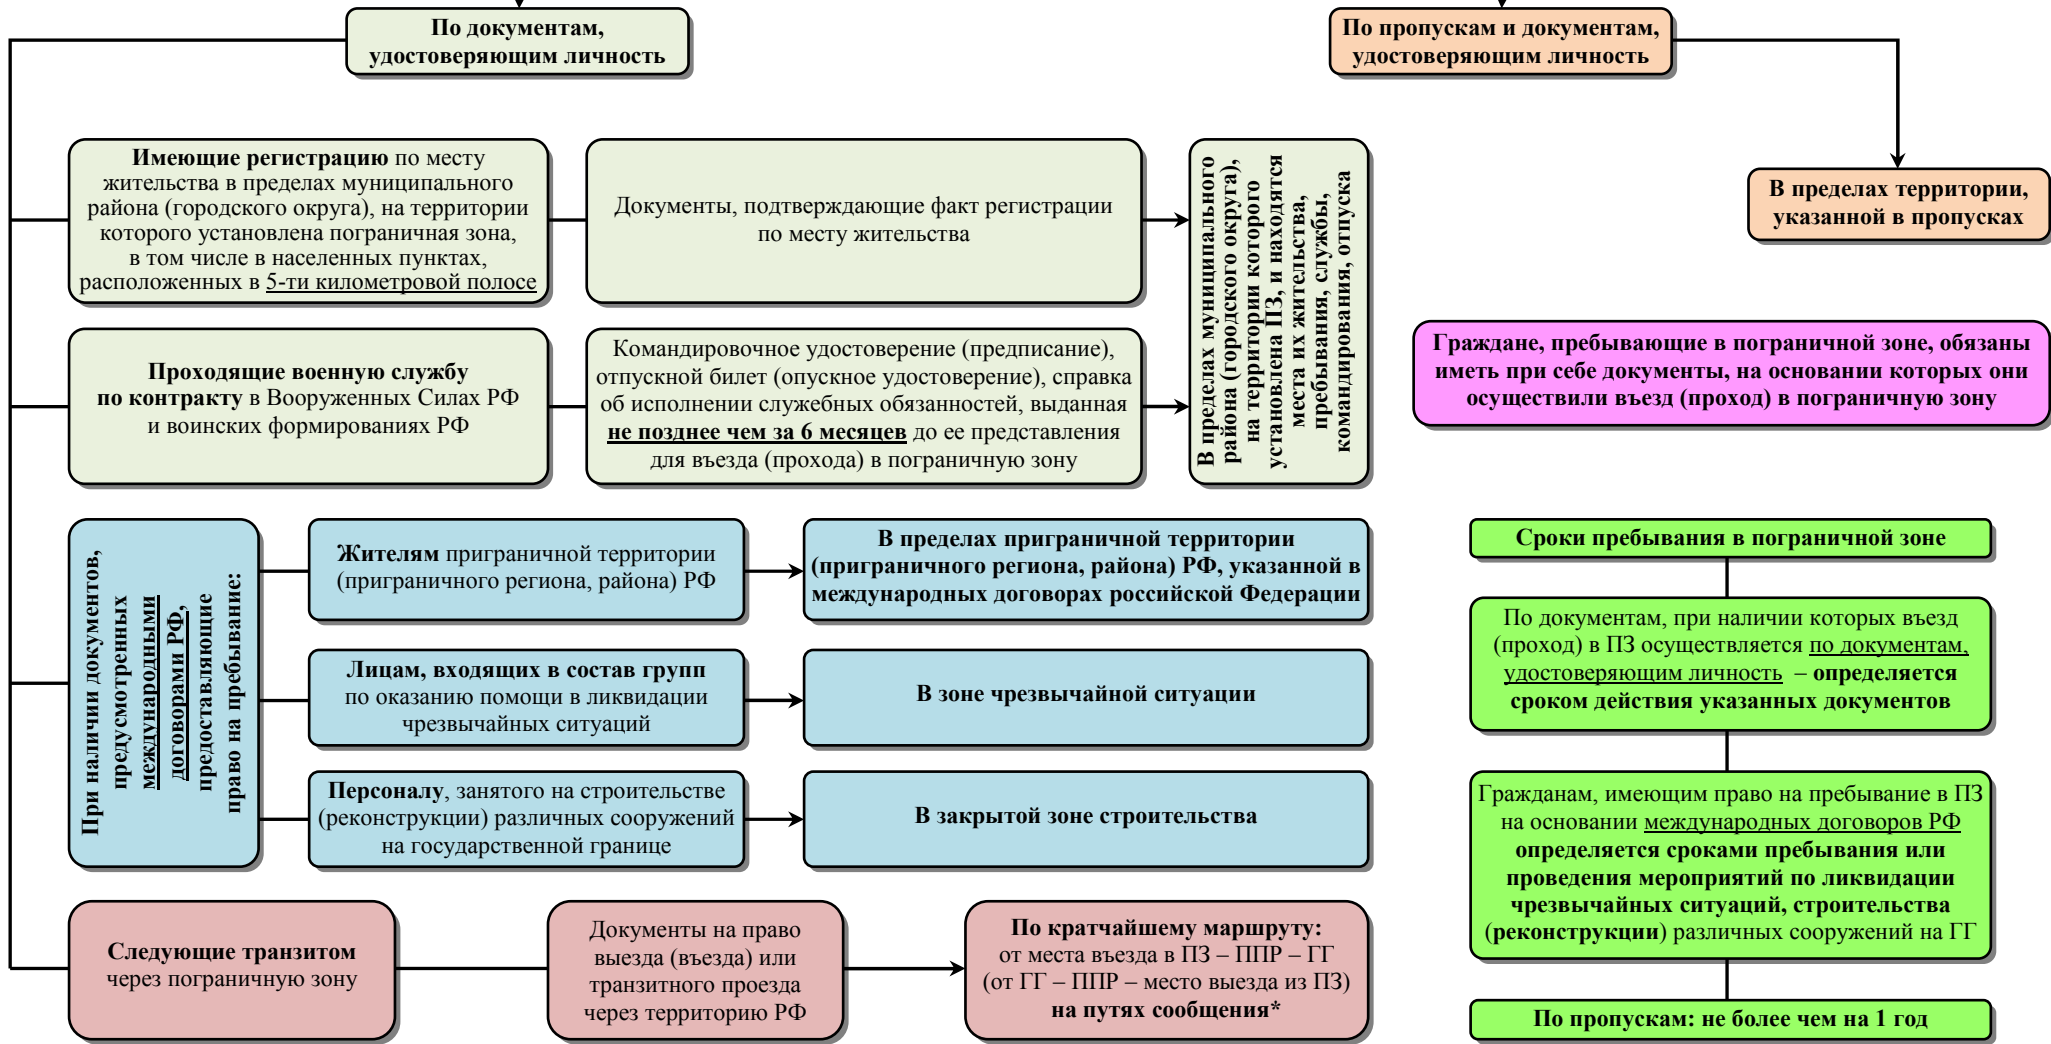 По документам,
удостоверяющим личность
По пропускам и документам,
удостоверяющим личность
Имеющие регистрацию по месту
жительства в пределах муниципального
района (городского округа), на территории
которого установлена пограничная зона,
в том числе в населенных пунктах,
расположенных в 5-ти километровой полосе
Документы, подтверждающие факт регистрации
по месту жительства
В пределах муниципального
района (городского округа),
на территории которого
установлена ПЗ, и находятся
места их жительства,
пребывания, службы,
командирования, отпуска
В пределах территории,
указанной в пропусках
Проходящие военную службу
по контракту в Вооруженных Силах РФ
и воинских формированиях РФ
Командировочное удостоверение (предписание),
отпускной билет (опускное удостоверение), справка
об исполнении служебных обязанностей, выданная
не позднее чем за 6 месяцев до ее представления
для въезда (прохода) в пограничную зону
Граждане, пребывающие в пограничной зоне, обязаны
иметь при себе документы, на основании которых они
осуществили въезд (проход) в пограничную зону
При наличии документов,
предусмотренных
международными
договорами РФ,
предоставляющие
право на пребывание:
Жителям приграничной территории
(приграничного региона, района) РФ
В пределах приграничной территории
(приграничного региона, района) РФ, указанной в
международных договорах российской Федерации
Лицам, входящих в состав групп
по оказанию помощи в ликвидации
чрезвычайных ситуаций
В зоне чрезвычайной ситуации
Персоналу, занятого на строительстве
(реконструкции) различных сооружений
на государственной границе
В закрытой зоне строительства
Следующие транзитом
через пограничную зону
Документы на право
выезда (въезда) или
транзитного проезда
через территорию РФ
По кратчайшему маршруту:
от места въезда в ПЗ – ППР – ГГ
(от ГГ – ППР – место выезда из ПЗ)
на путях сообщения*
Сроки пребывания в пограничной зоне
По документам, при наличии которых въезд
(проход) в ПЗ осуществляется по документам,
удостоверяющим личность – определяется
сроком действия указанных документов
Гражданам, имеющим право на пребывание в ПЗ
на основании международных договоров РФ
определяется сроками пребывания или
проведения мероприятий по ликвидации
чрезвычайных ситуаций, строительства
(реконструкции) различных сооружений на ГГ
По пропускам: не более чем на 1 год